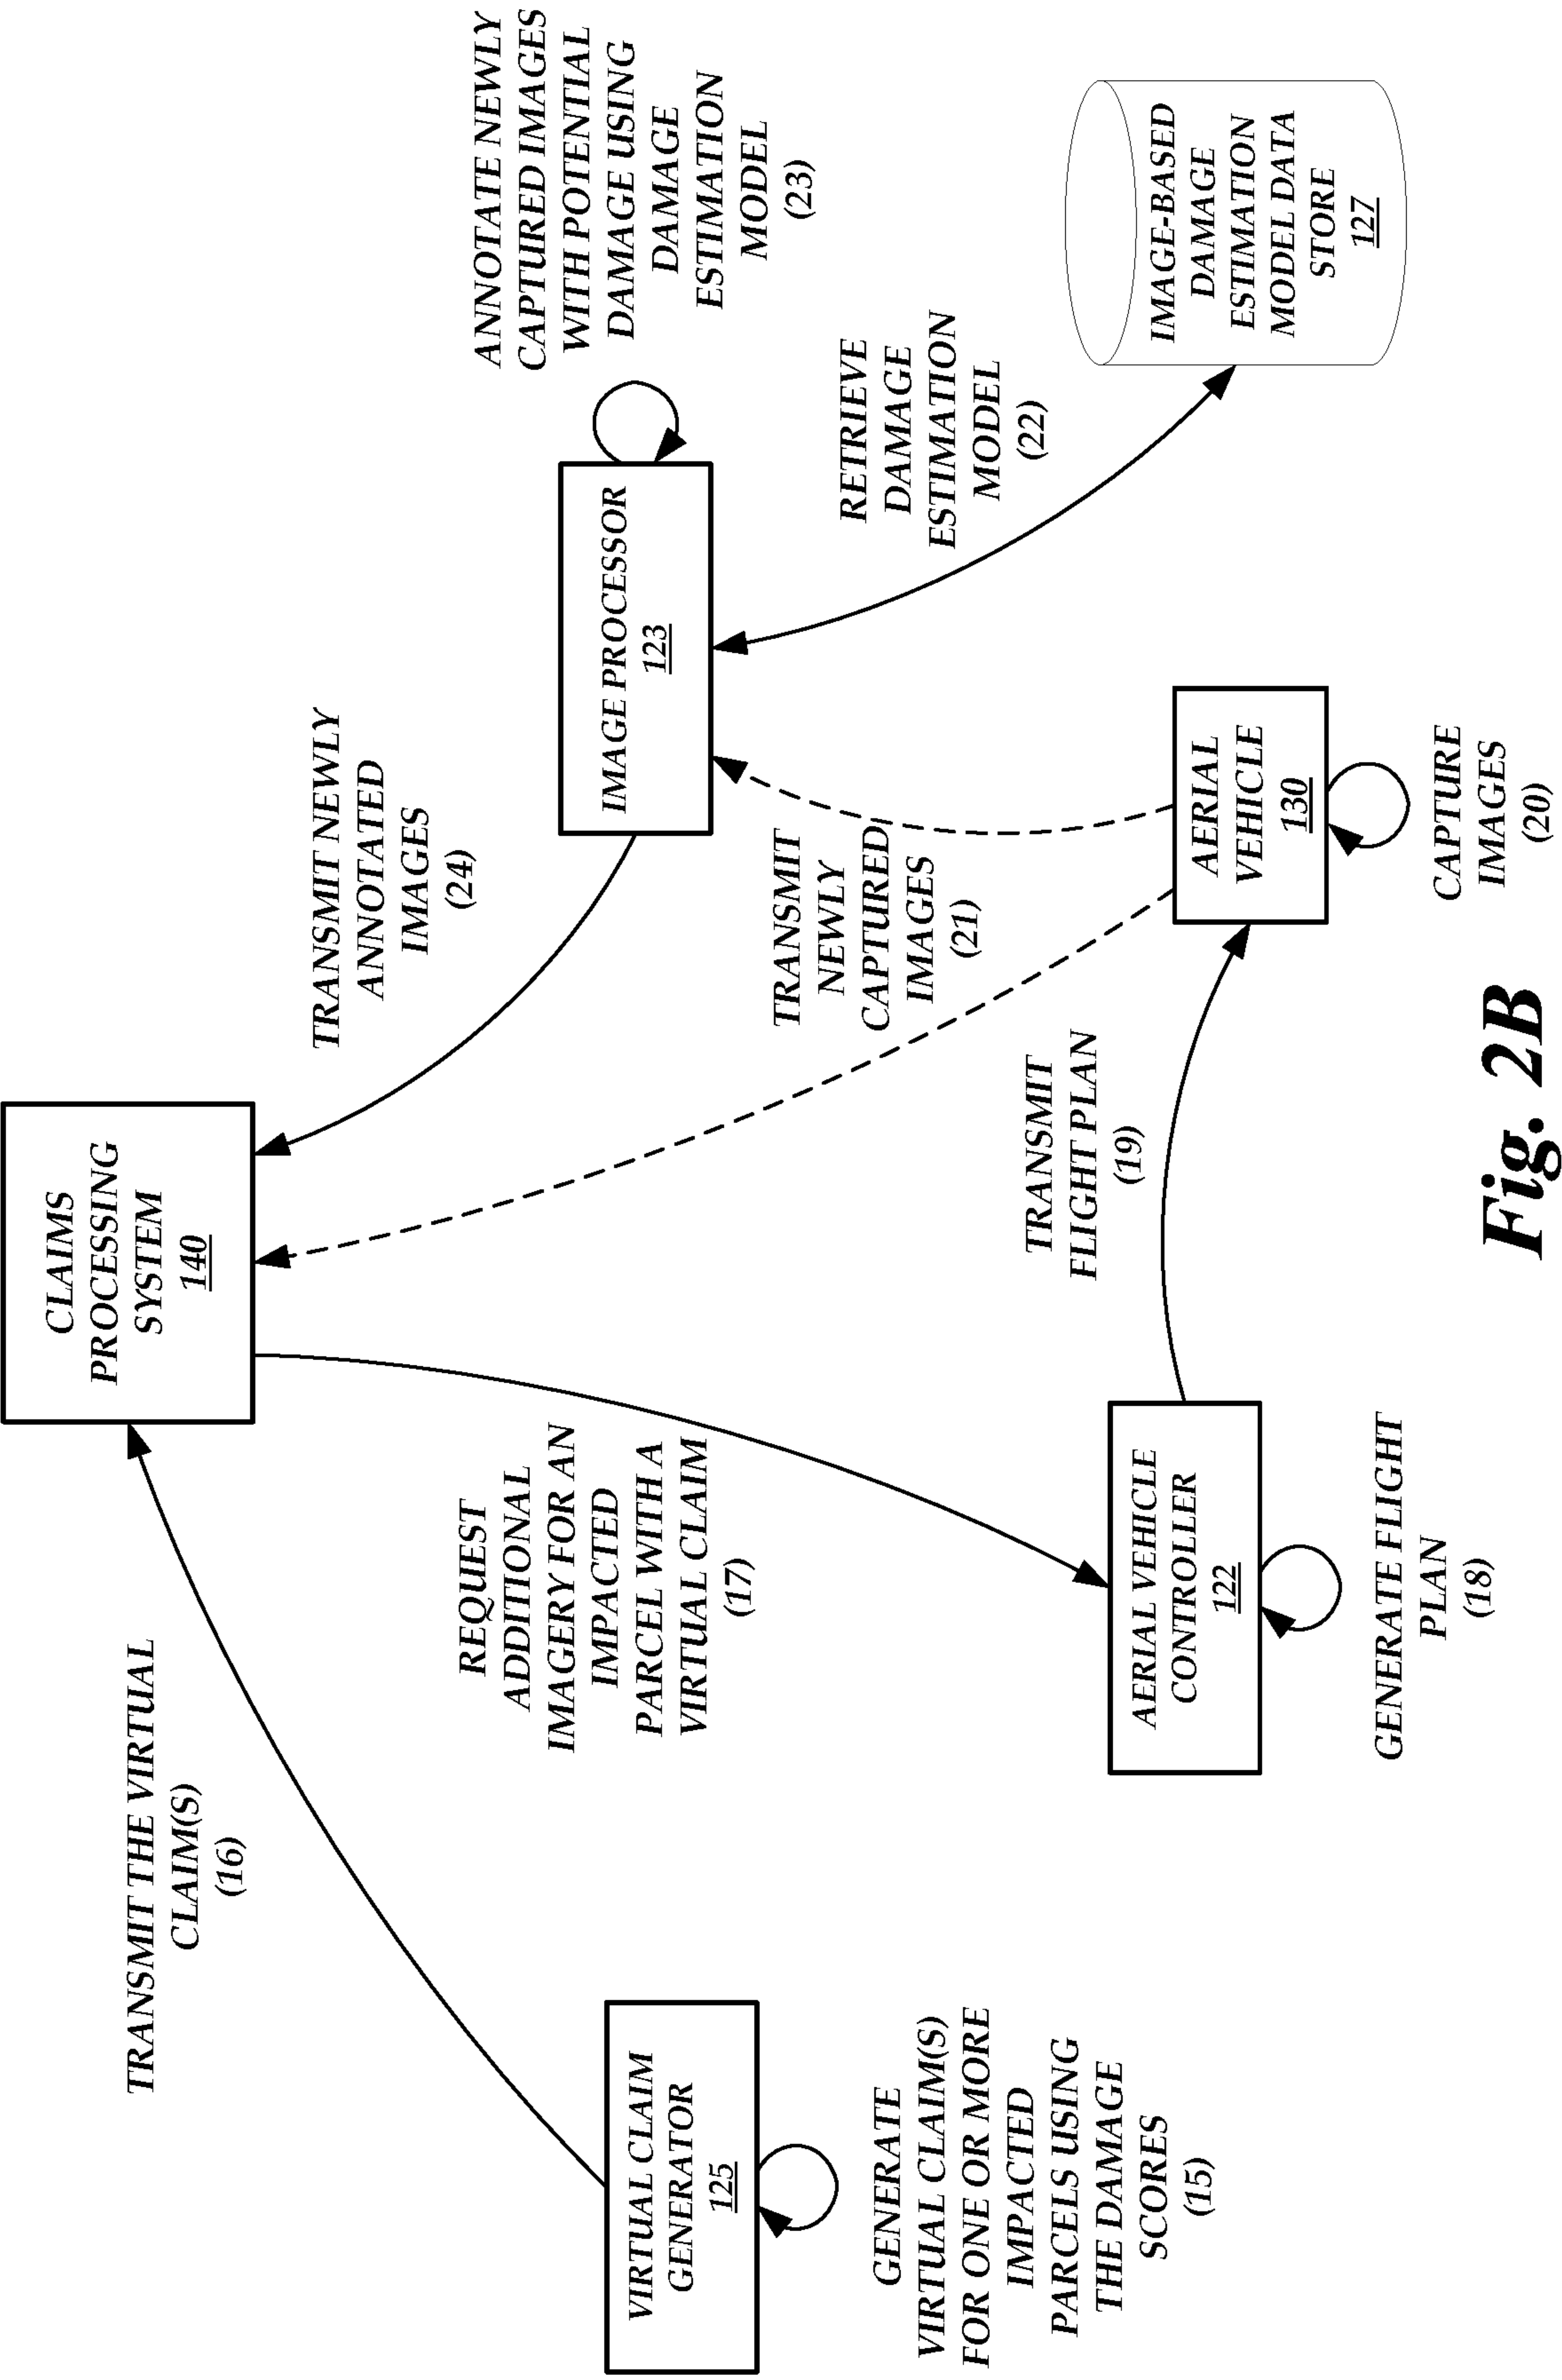 TRANSMIT THE VIRTUAL
CLAIM(S)
(16)
CLAIMS
PROCESSING
SYSTEM
140
TRANSMIT NEWLY
ANNOTATED
IMAGES
(24)
ANNOTATE NEWLY
CAPTURED IMAGES
WITH POTENTIAL
DAMAGE USING
DAMAGE
ESTIMATION
MODEL
(23)
VIRTUAL CLAIM
GENERATOR
125
GENERATE
VIRTUAL CLAIM(S)
FOR ONE OR MORE
IMPACTED
PARCELS USING
THE DAMAGE
SCORES
(15)
REQUEST
ADDITIONAL
IMAGERY FOR AN
IMPACTED
PARCEL WITH A
VIRTUAL CLAIM
(17)
IMAGE PROCESSOR
123
TRANSMIT
NEWLY
CAPTURED
IMAGES
(21)
RETRIEVE
DAMAGE
ESTIMATION
MODEL
(22)
AERIAL VEHICLE
CONTROLLER
122
GENERATE FLIGHT
PLAN
(18)
TRANSMIT
FLIGHT PLAN
(19)
AERIAL
VEHICLE
130
CAPTURE
IMAGES
(20)
IMAGE-BASED
DAMAGE
ESTIMATION
MODEL DATA
STORE
127
Fig. 2B